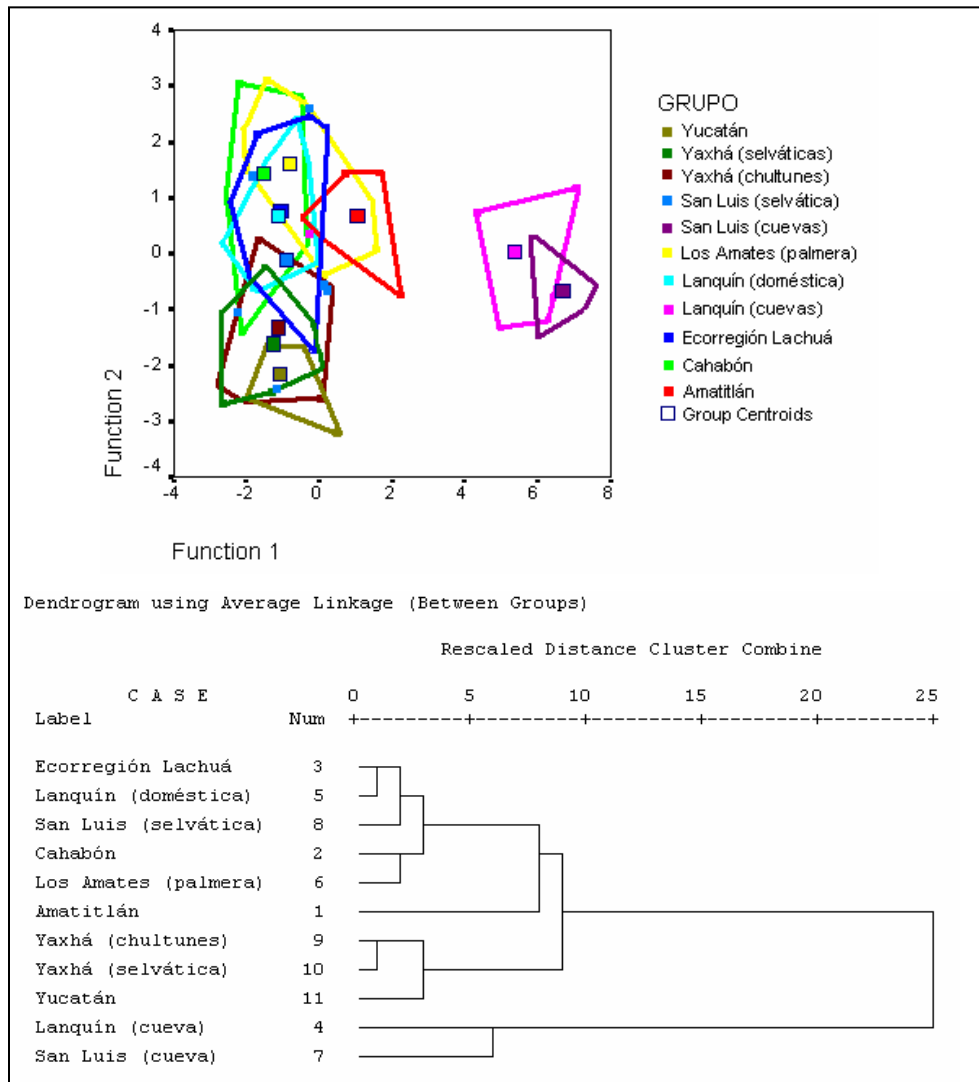 4
3
2
1
0
-1
-2
-3
-4
Function 2
-4 -2 0 2 4 6 8
Function 1
GRUPO
Yucatán
Yaxhá (selváticas)
Yaxhá (chultunes)
San Luis (selvática)
San Luis (cuevas)
Los Amates (palmera)
Lanquín (doméstica)
Lanquín (cuevas)
Ecorregión Lachuá
Cahabón
Amatitlán
Group Centroids
Dendrogram using Average Linkage (Between Groups)
Rescaled Distance Cluster Combine
C A S E 0 5 10 15 20 25
Label Num +---------+---------+---------+---------+---------+
Ecorregión Lachuá 3
Lanquín (doméstica) 5
San Luis (selvática) 8
Cahabón 2
Los Amates (palmera) 6
Amatitlán 1
Yaxhá (chultunes) 9
Yaxhá (selvática) 10
Yucatán 11
Lanquín (cueva) 4
San Luis (cueva) 7